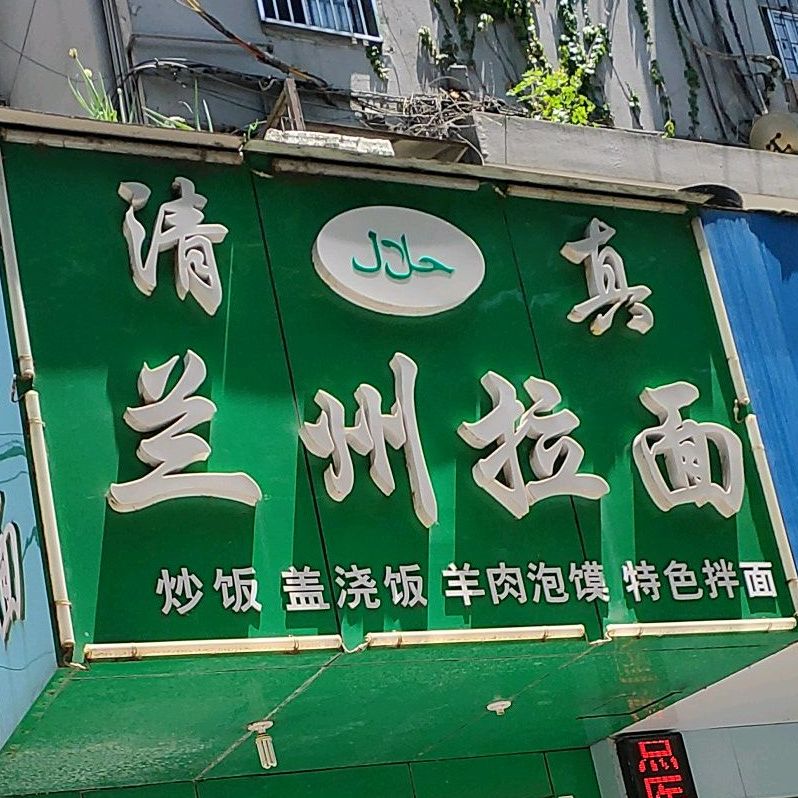 清 حلال 真
兰州拉面
炒饭 盖浇饭 羊肉泡馍 特色拌面
面